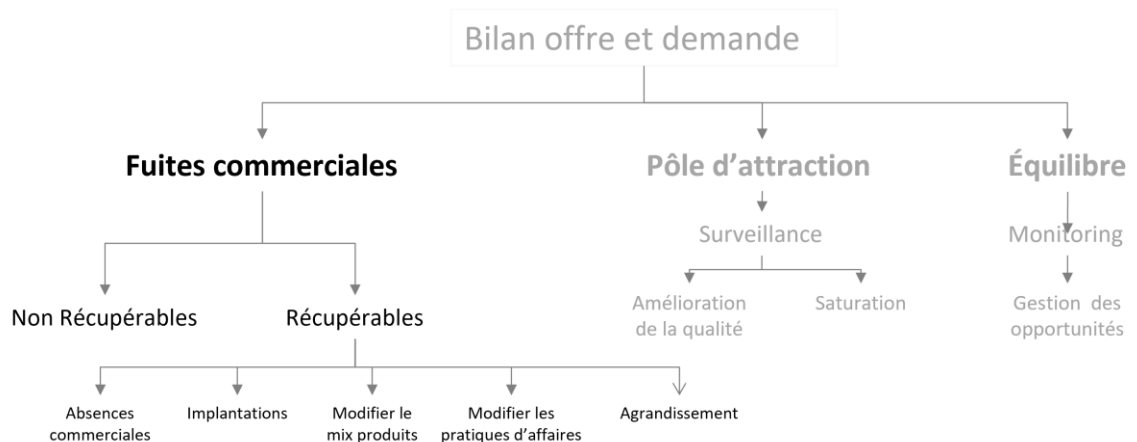 Bilan offre et demande
Fuites commerciales
Pôle d’attraction
Équilibre
Surveillance
Monitoring
Non Récupérables
Récupérables
Amélioration
de la qualité
Saturation
Gestion des
opportunités
Absences
commerciales
Implantations
Modifier le
mix produits
Modifier les
pratiques d’affaires
Agrandissement